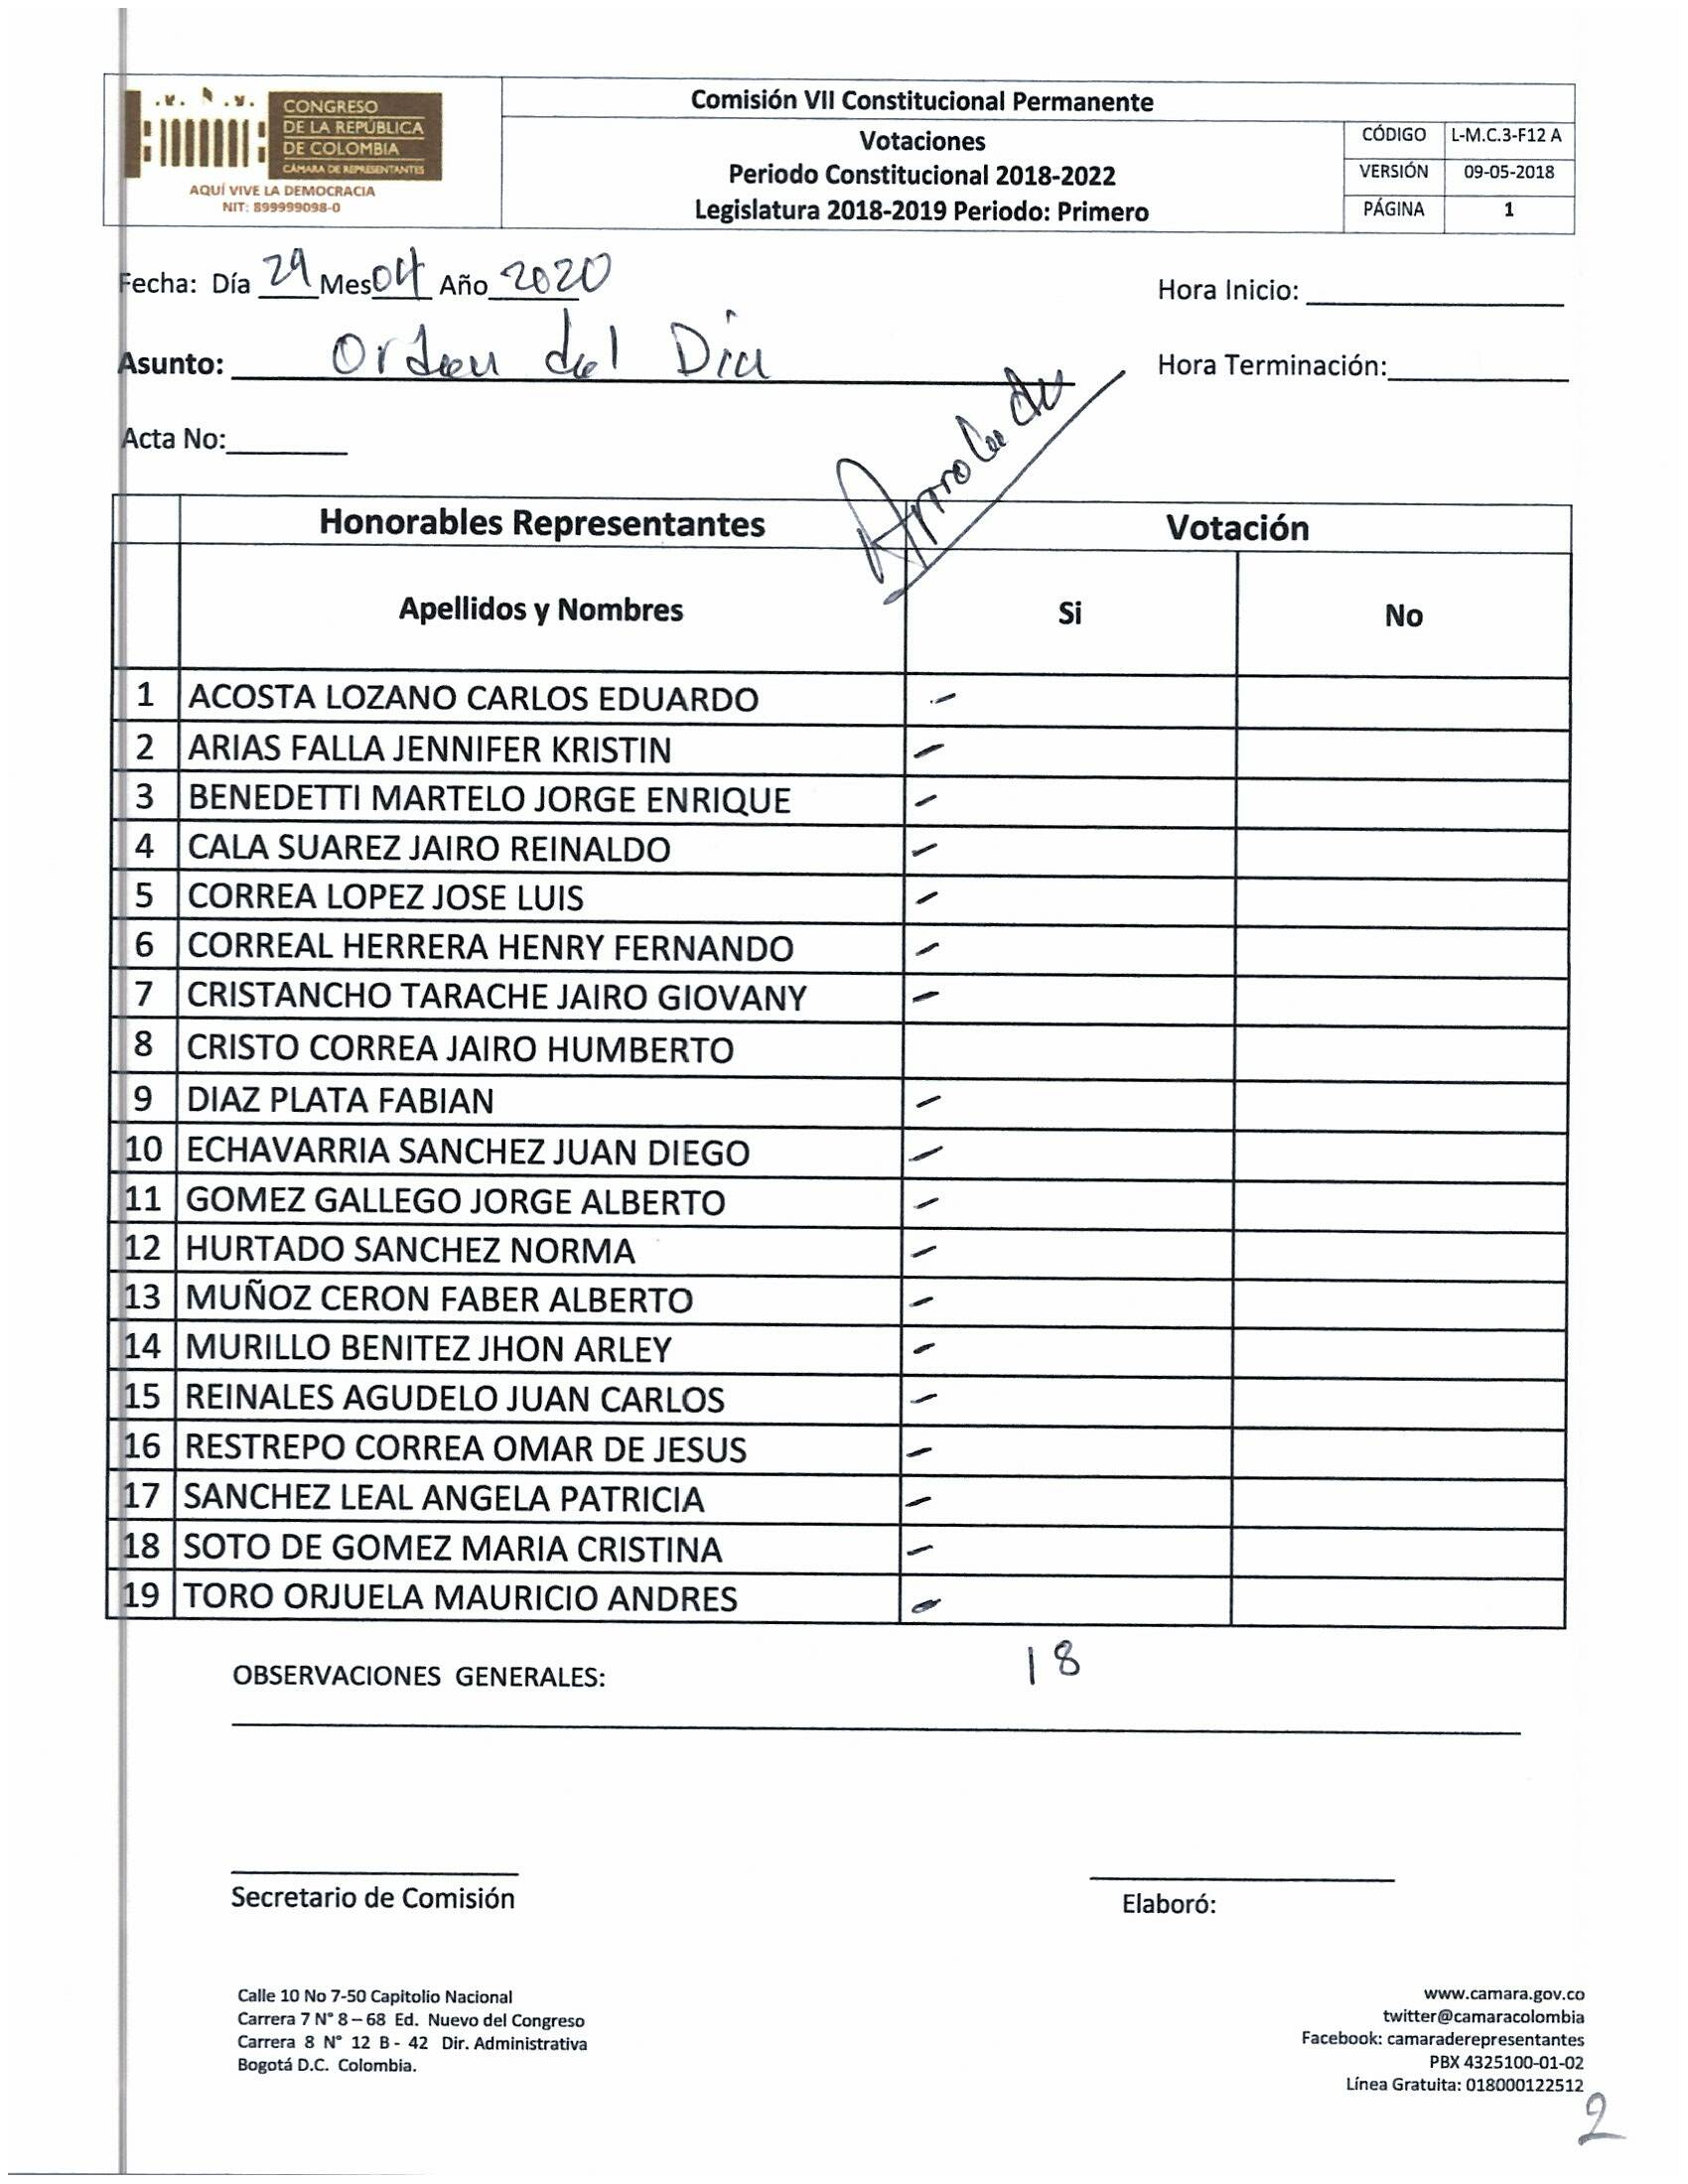 CONGRESO
DE LA REPÚBLICA
DE COLOMBIA
CÁMARA DE REPRESENTANTES
AQUÍ VIVE LA DEMOCRACIA
NIT: 899999098-0
Comisión VII Constitucional Permanente
Votaciones
Periodo Constitucional 2018-2022
Legislatura 2018-2019 Periodo: Primero
CÓDIGO L-M.C.3-F12 A
VERSIÓN 09-05-2018
PÁGINA 1
Fecha: Día 29 Mes 04 Año 2020
Hora Inicio:
Asunto: Orden del Dia
Hora Terminación:
Aprobado
Acta No:
Honorables Representantes Votación
Apellidos y Nombres Si No
1 ACOSTA LOZANO CARLOS EDUARDO –
2 ARIAS FALLA JENNIFER KRISTIN –
3 BENEDETTI MARTELO JORGE ENRIQUE –
4 CALA SUAREZ JAIRO REINALDO –
5 CORREA LOPEZ JOSE LUIS –
6 CORREAL HERRERA HENRY FERNANDO –
7 CRISTANCHO TARACHE JAIRO GIOVANY –
8 CRISTO CORREA JAIRO HUMBERTO
9 DIAZ PLATA FABIAN –
10 ECHAVARRIA SANCHEZ JUAN DIEGO –
11 GOMEZ GALLEGO JORGE ALBERTO –
12 HURTADO SANCHEZ NORMA –
13 MUÑOZ CERON FABER ALBERTO –
14 MURILLO BENITEZ JHON ARLEY –
15 REINALES AGUDELO JUAN CARLOS –
16 RESTREPO CORREA OMAR DE JESUS –
17 SANCHEZ LEAL ANGELA PATRICIA –
18 SOTO DE GOMEZ MARIA CRISTINA –
19 TORO ORJUELA MAURICIO ANDRES –
18
OBSERVACIONES GENERALES:
Secretario de Comisión
Elaboró:
Calle 10 No 7-50 Capitolio Nacional
Carrera 7 N° 8 – 68 Ed. Nuevo del Congreso
Carrera 8 N° 12 B - 42 Dir. Administrativa
Bogotá D.C. Colombia.
www.camara.gov.co
twitter@camaracolombia
Facebook: camaraderepresentantes
PBX 4325100-01-02
Línea Gratuita: 018000122512
2